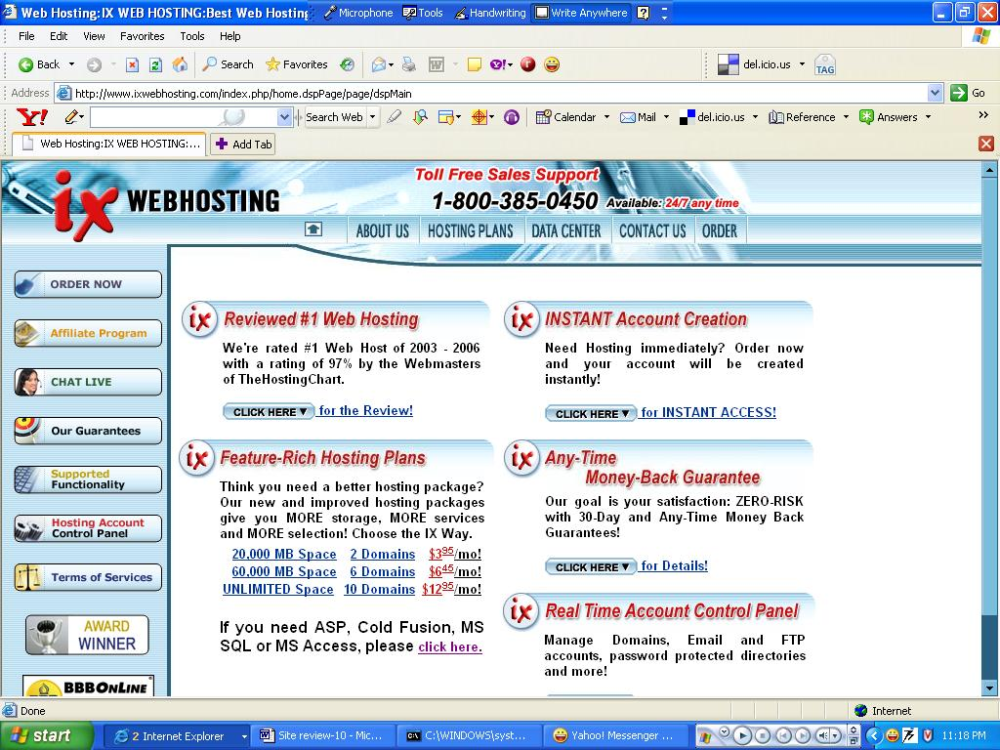 Web Hosting:IX WEB HOSTING:Best Web Hosting
Microphone Tools Handwriting Write Anywhere
File Edit View Favorites Tools Help
Back Search Favorites del.icio.us TAG
Address http://www.ixwebhosting.com/index.php/home.dspPage/page/dspMain Go
Y! Search Web Calendar Mail del.icio.us Reference Answers
Web Hosting:IX WEB HOSTING:... Add Tab
Toll Free Sales Support
ix WEBHOSTING
1-800-385-0450 Available: 24/7 any time
ABOUT US HOSTING PLANS DATA CENTER CONTACT US ORDER
ORDER NOW
Affiliate Program
CHAT LIVE
Our Guarantees
Supported
Functionality
Hosting Account
Control Panel
Terms of Services
AWARD
WINNER
BBBONLINE
ix Reviewed #1 Web Hosting
We're rated #1 Web Host of 2003 - 2006
with a rating of 97% by the Webmasters
of TheHostingChart.
CLICK HERE▼ for the Review!
ix INSTANT Account Creation
Need Hosting immediately? Order now
and your account will be created
instantly!
CLICK HERE▼ for INSTANT ACCESS!
ix Feature-Rich Hosting Plans
Think you need a better hosting package?
Our new and improved hosting packages
give you MORE storage, MORE services
and MORE selection! Choose the IX Way.
20,000 MB Space 2 Domains $3.95/mo!
60,000 MB Space 6 Domains $6.45/mo!
UNLIMITED Space 10 Domains $12.95/mo!
If you need ASP, Cold Fusion, MS
SQL or MS Access, please click here.
ix Any-Time
Money-Back Guarantee
Our goal is your satisfaction: ZERO-RISK
with 30-Day and Any-Time Money Back
Guarantees!
CLICK HERE▼ for Details!
ix Real Time Account Control Panel
Manage Domains, Email and FTP
accounts, password protected directories
and more!
Done Internet
start 2 Internet Explorer Site review-10 - Mic... C:\WINDOWS\syst... Yahoo! Messenger ... 11:18 PM